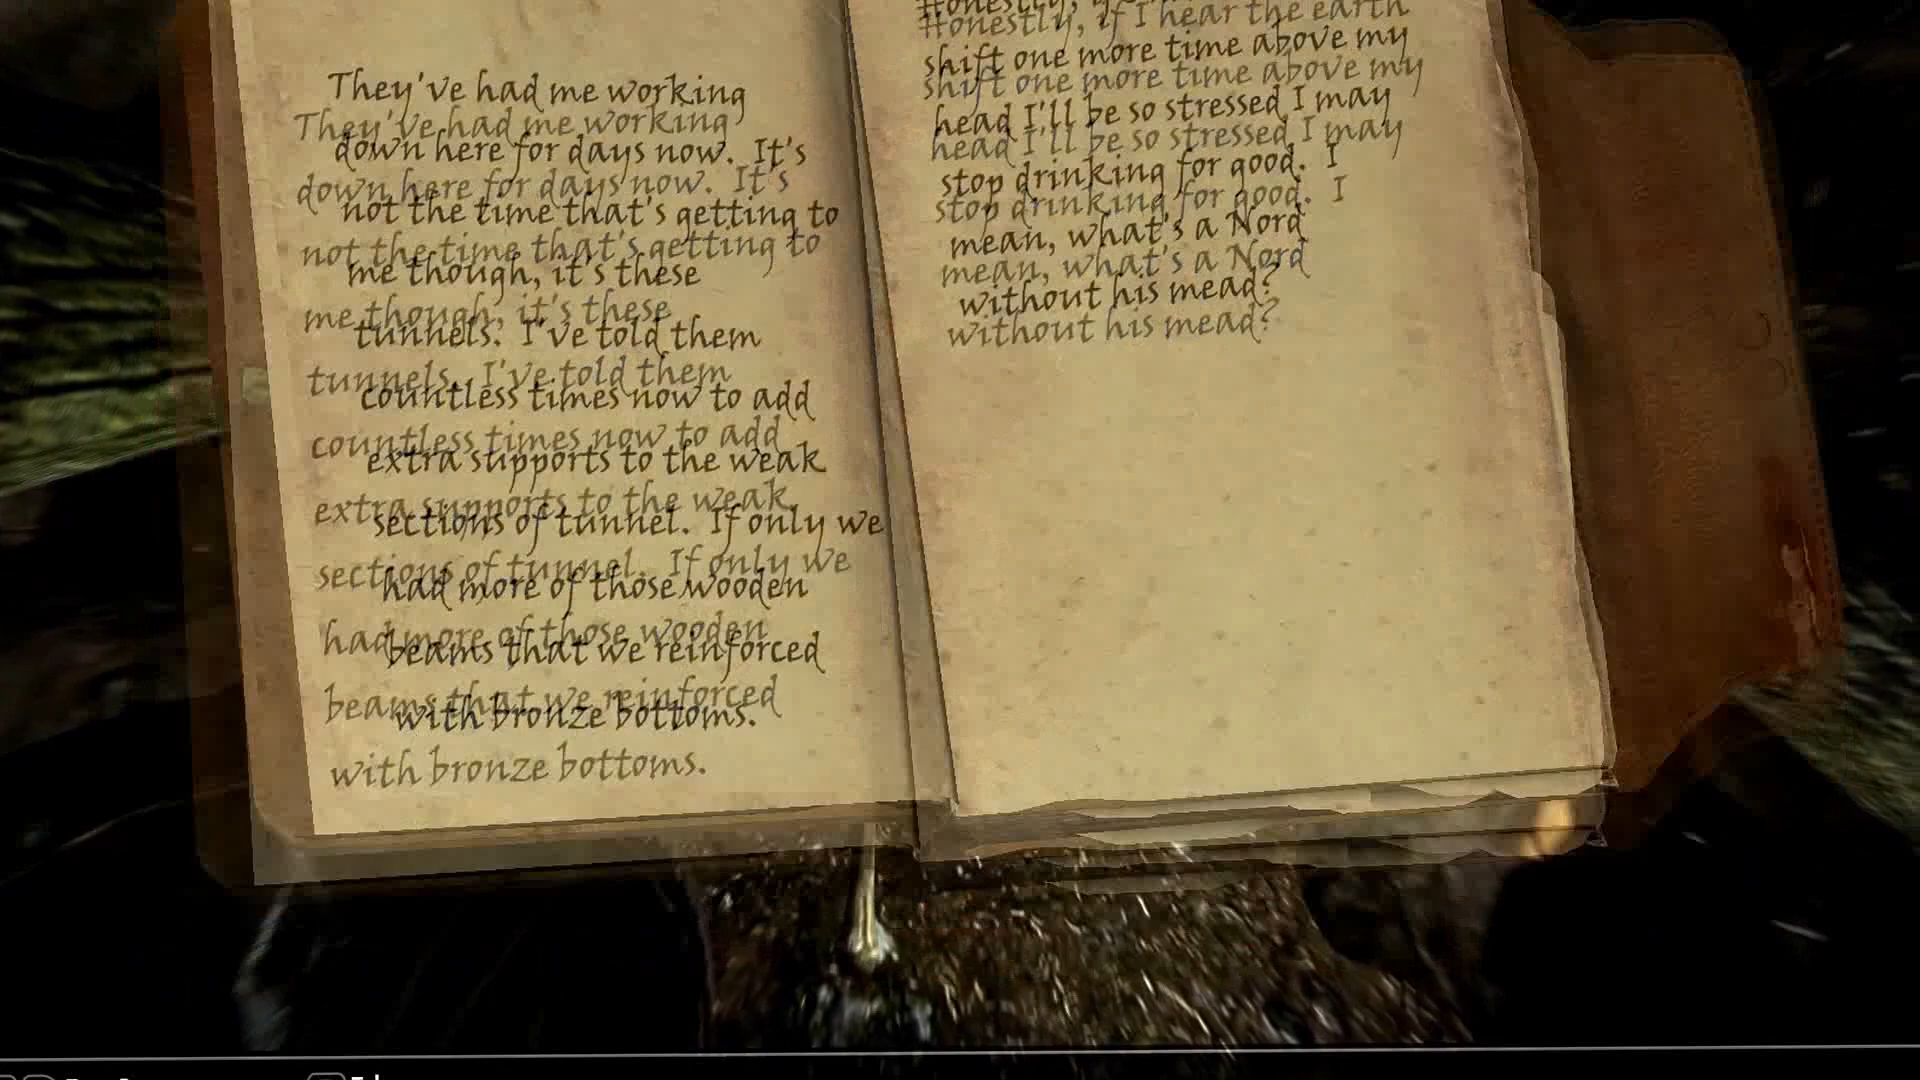 They've had me working
down here for days now. It's
not the time that's getting to
me though, it's these
tunnels. I've told them
countless times now to add
extra supports to the weak
sections of tunnel. If only we
had more of those wooden
beams that we reinforced
with bronze bottoms.
Honestly, if I hear the earth
shift one more time above my
head I'll be so stressed I may
stop drinking for good. I
mean, what's a Nord
without his mead?